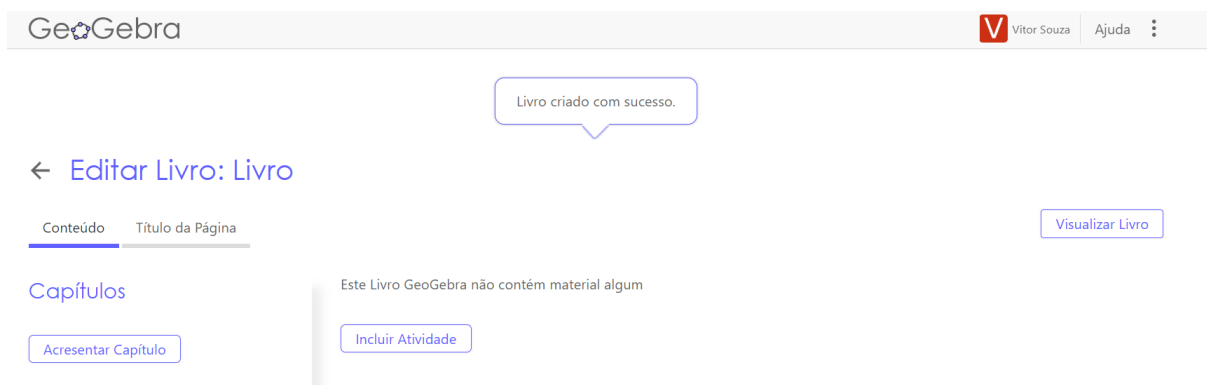 GeoGebra
V Vitor Souza Ajuda
Livro criado com sucesso.
Editar Livro: Livro
Conteúdo Título da Página Visualizar Livro
Capítulos
Este Livro GeoGebra não contém material algum
Acresentar Capítulo
Incluir Atividade